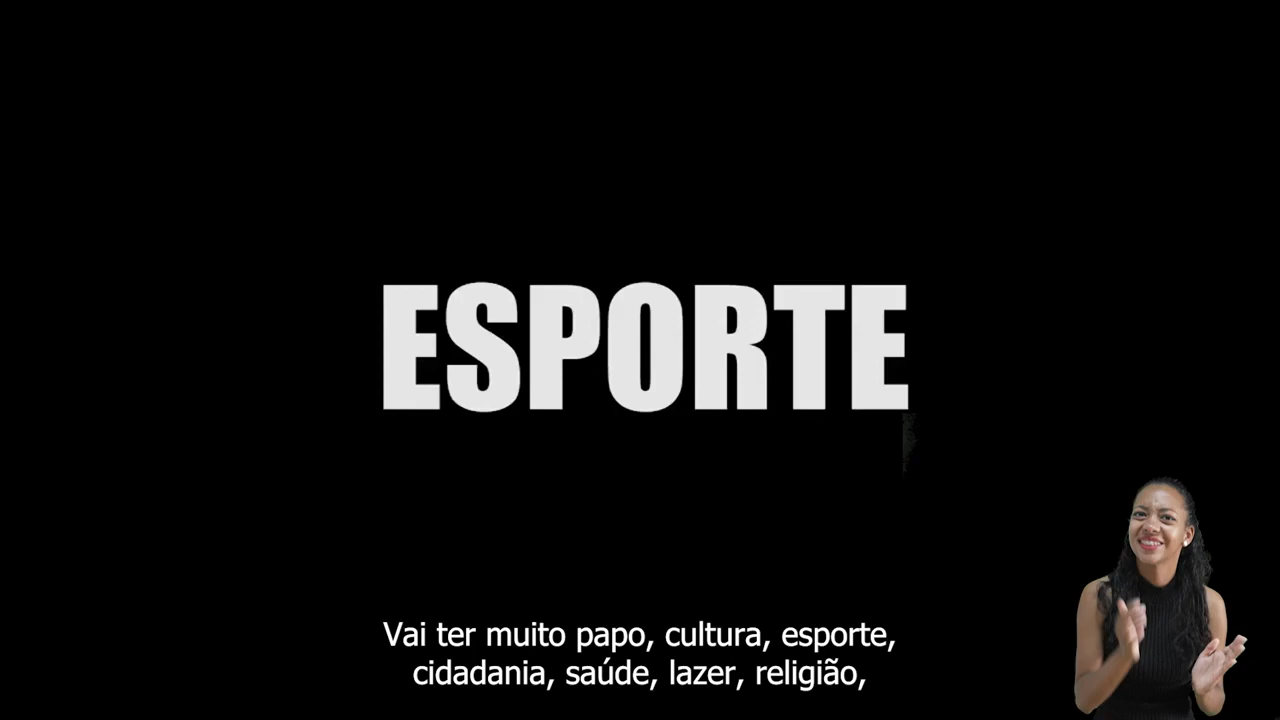 ESPORTE
Vai ter muito papo, cultura, esporte,
cidadania, saúde, lazer, religião,